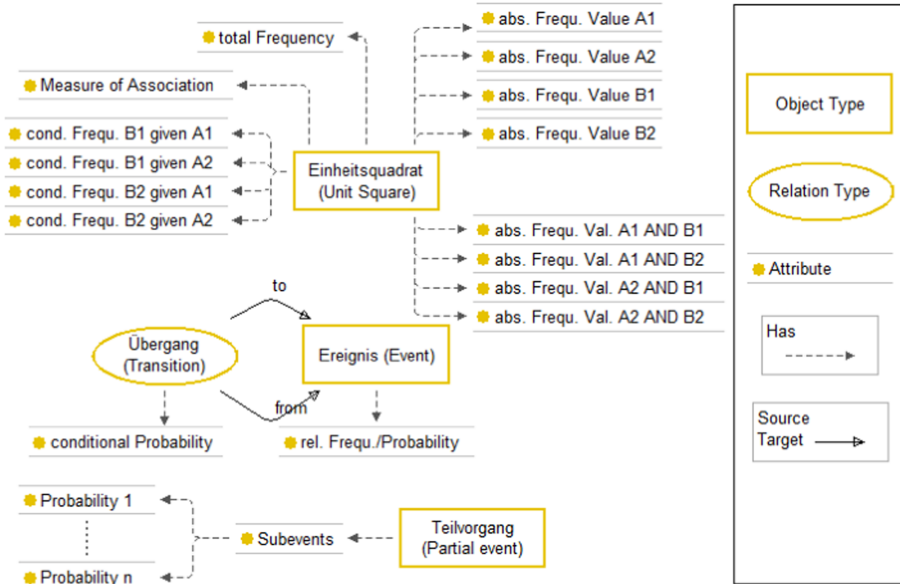 total Frequency
Measure of Association
cond. Frequ. B1 given A1
cond. Frequ. B1 given A2
cond. Frequ. B2 given A1
cond. Frequ. B2 given A2
Einheitsquadrat
(Unit Square)
abs. Frequ. Value A1
abs. Frequ. Value A2
abs. Frequ. Value B1
abs. Frequ. Value B2
abs. Frequ. Val. A1 AND B1
abs. Frequ. Val. A1 AND B2
abs. Frequ. Val. A2 AND B1
abs. Frequ. Val. A2 AND B2
to
Übergang
(Transition)
Ereignis (Event)
from
conditional Probability
rel. Frequ./Probability
Probability 1
Probability n
Subevents
Teilvorgang
(Partial event)
Object Type
Relation Type
Attribute
Has
Source
Target